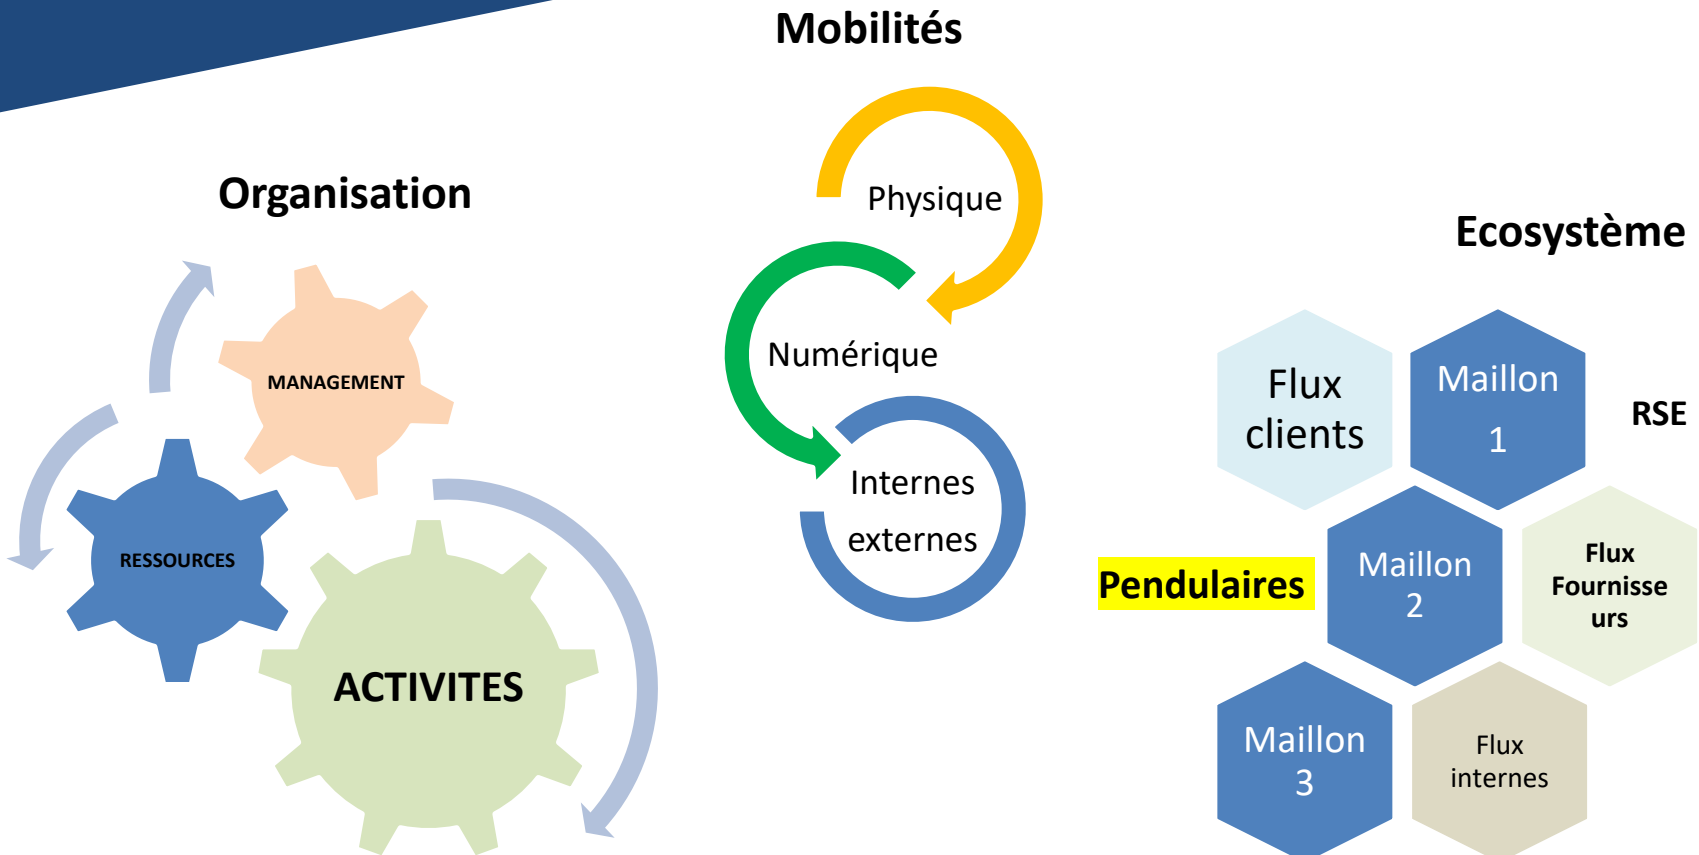 Mobilités
Organisation
Physique
Ecosystème
MANAGEMENT
Numérique
Flux
clients
Maillon
1
RSE
Internes
externes
RESSOURCES
Pendulaires
Maillon
2
Flux
Fournisse
urs
ACTIVITES
Maillon
3
Flux
internes